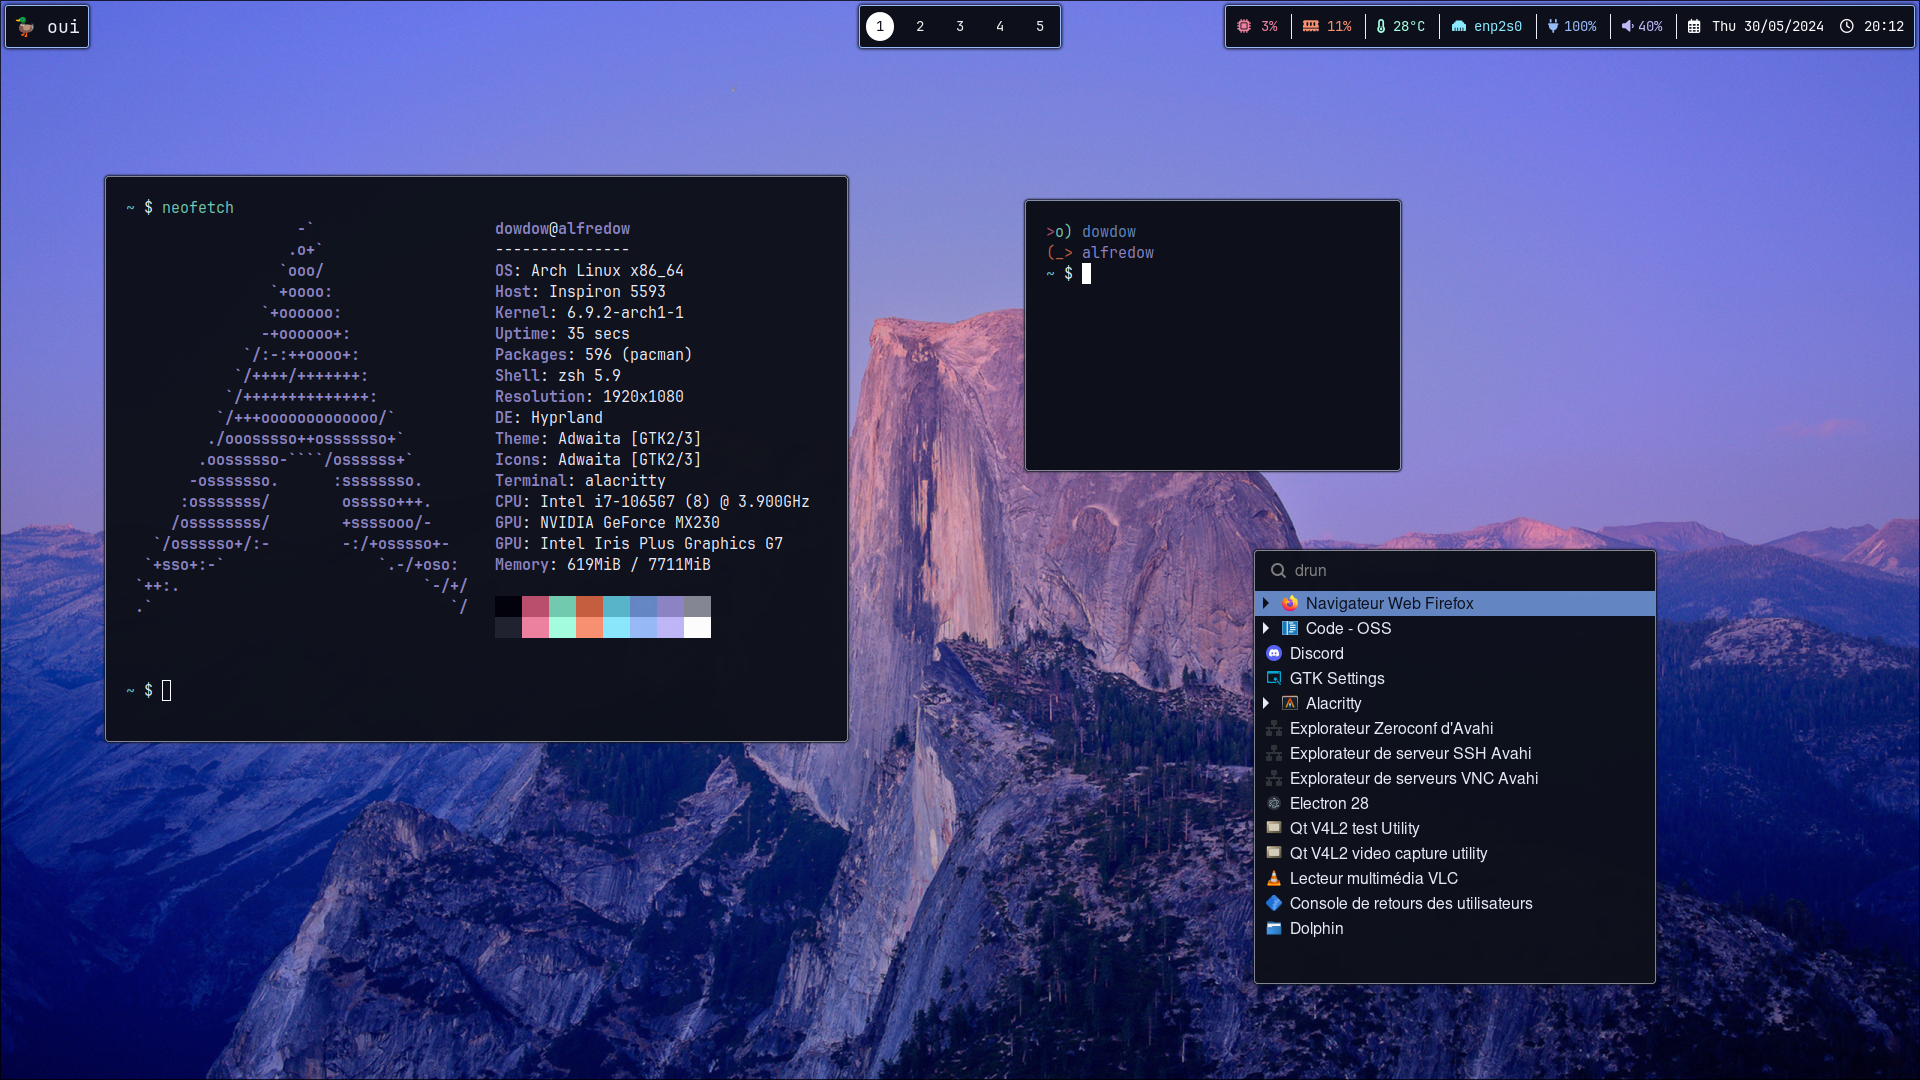 oui
1 2 3 4 5
3% 11% 28°C enp2s0 100% 40% Thu 30/05/2024 20:12
~ $ neofetch
                   -`
                  .o+`
                 `ooo/
                `+oooo:
               `+oooooo:
               -+oooooo+:
             `/:-:++oooo+:
            `/++++/+++++++:
           `/++++++++++++++:
          `/+++ooooooooooooo/`
         ./ooosssso++osssssso+`
        .oossssso-````/ossssss+`
       -osssssso.      :ssssssso.
      :osssssss/        osssso+++.
     /ossssssss/        +ssssooo/-
   `/ossssso+/:-        -:/+osssso+-
  `+sso+:-`                 `.-/+oso:
 `++:.                           `-/+/
 .`                                 `/
dowdow@alfredow
---------------
OS: Arch Linux x86_64
Host: Inspiron 5593
Kernel: 6.9.2-arch1-1
Uptime: 35 secs
Packages: 596 (pacman)
Shell: zsh 5.9
Resolution: 1920x1080
DE: Hyprland
Theme: Adwaita [GTK2/3]
Icons: Adwaita [GTK2/3]
Terminal: alacritty
CPU: Intel i7-1065G7 (8) @ 3.900GHz
GPU: NVIDIA GeForce MX230
GPU: Intel Iris Plus Graphics G7
Memory: 619MiB / 7711MiB
~ $
>o) dowdow
(_> alfredow
~ $
drun
Navigateur Web Firefox
Code - OSS
Discord
GTK Settings
Alacritty
Explorateur Zeroconf d'Avahi
Explorateur de serveur SSH Avahi
Explorateur de serveurs VNC Avahi
Electron 28
Qt V4L2 test Utility
Qt V4L2 video capture utility
Lecteur multimédia VLC
Console de retours des utilisateurs
Dolphin